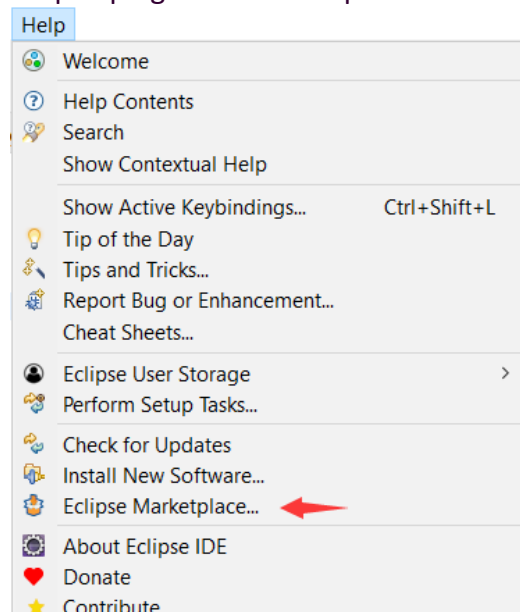 Help
Welcome
Help Contents
Search
Show Contextual Help
Show Active Keybindings... Ctrl+Shift+L
Tip of the Day
Tips and Tricks...
Report Bug or Enhancement...
Cheat Sheets...
Eclipse User Storage >
Perform Setup Tasks...
Check for Updates
Install New Software...
Eclipse Marketplace...
About Eclipse IDE
Donate
Contribute